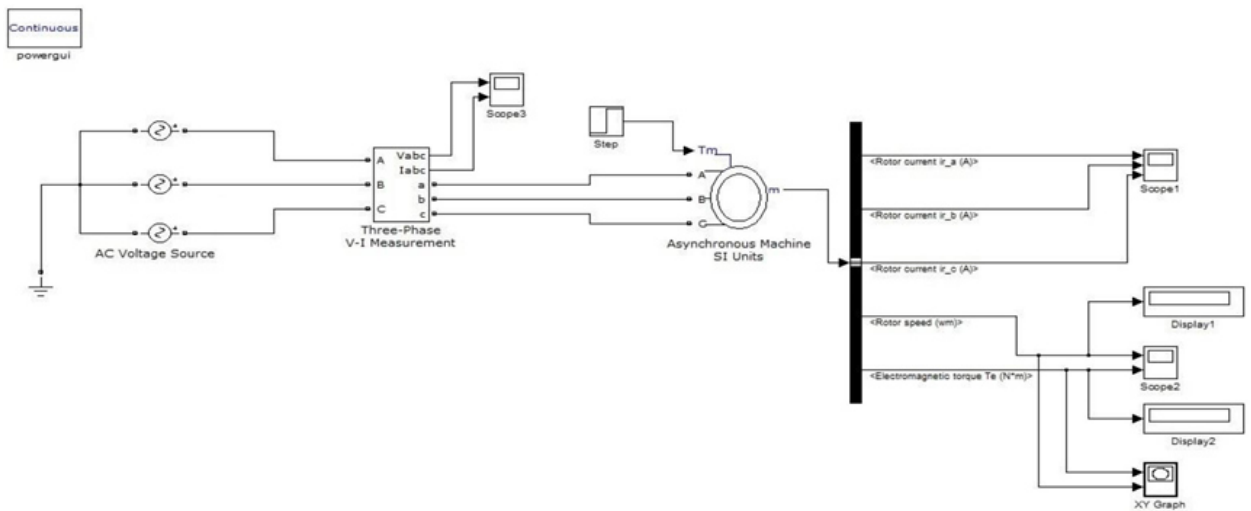 Continuous
powergui
Scope3
Step
Tm
Vabc
<Rotor current ir_a (A)>
A
Iabc
A
Scope1
B
a
B
m
b
<Rotor current ir_b (A)>
C
c
C
Three-Phase
V-I Measurement
Asynchronous Machine
SI Units
AC Voltage Source
<Rotor current ir_c (A)>
<Rotor speed (wm)>
Display1
<Electromagnetic torque Te (N*m)>
Scope2
Display2
XY Graph